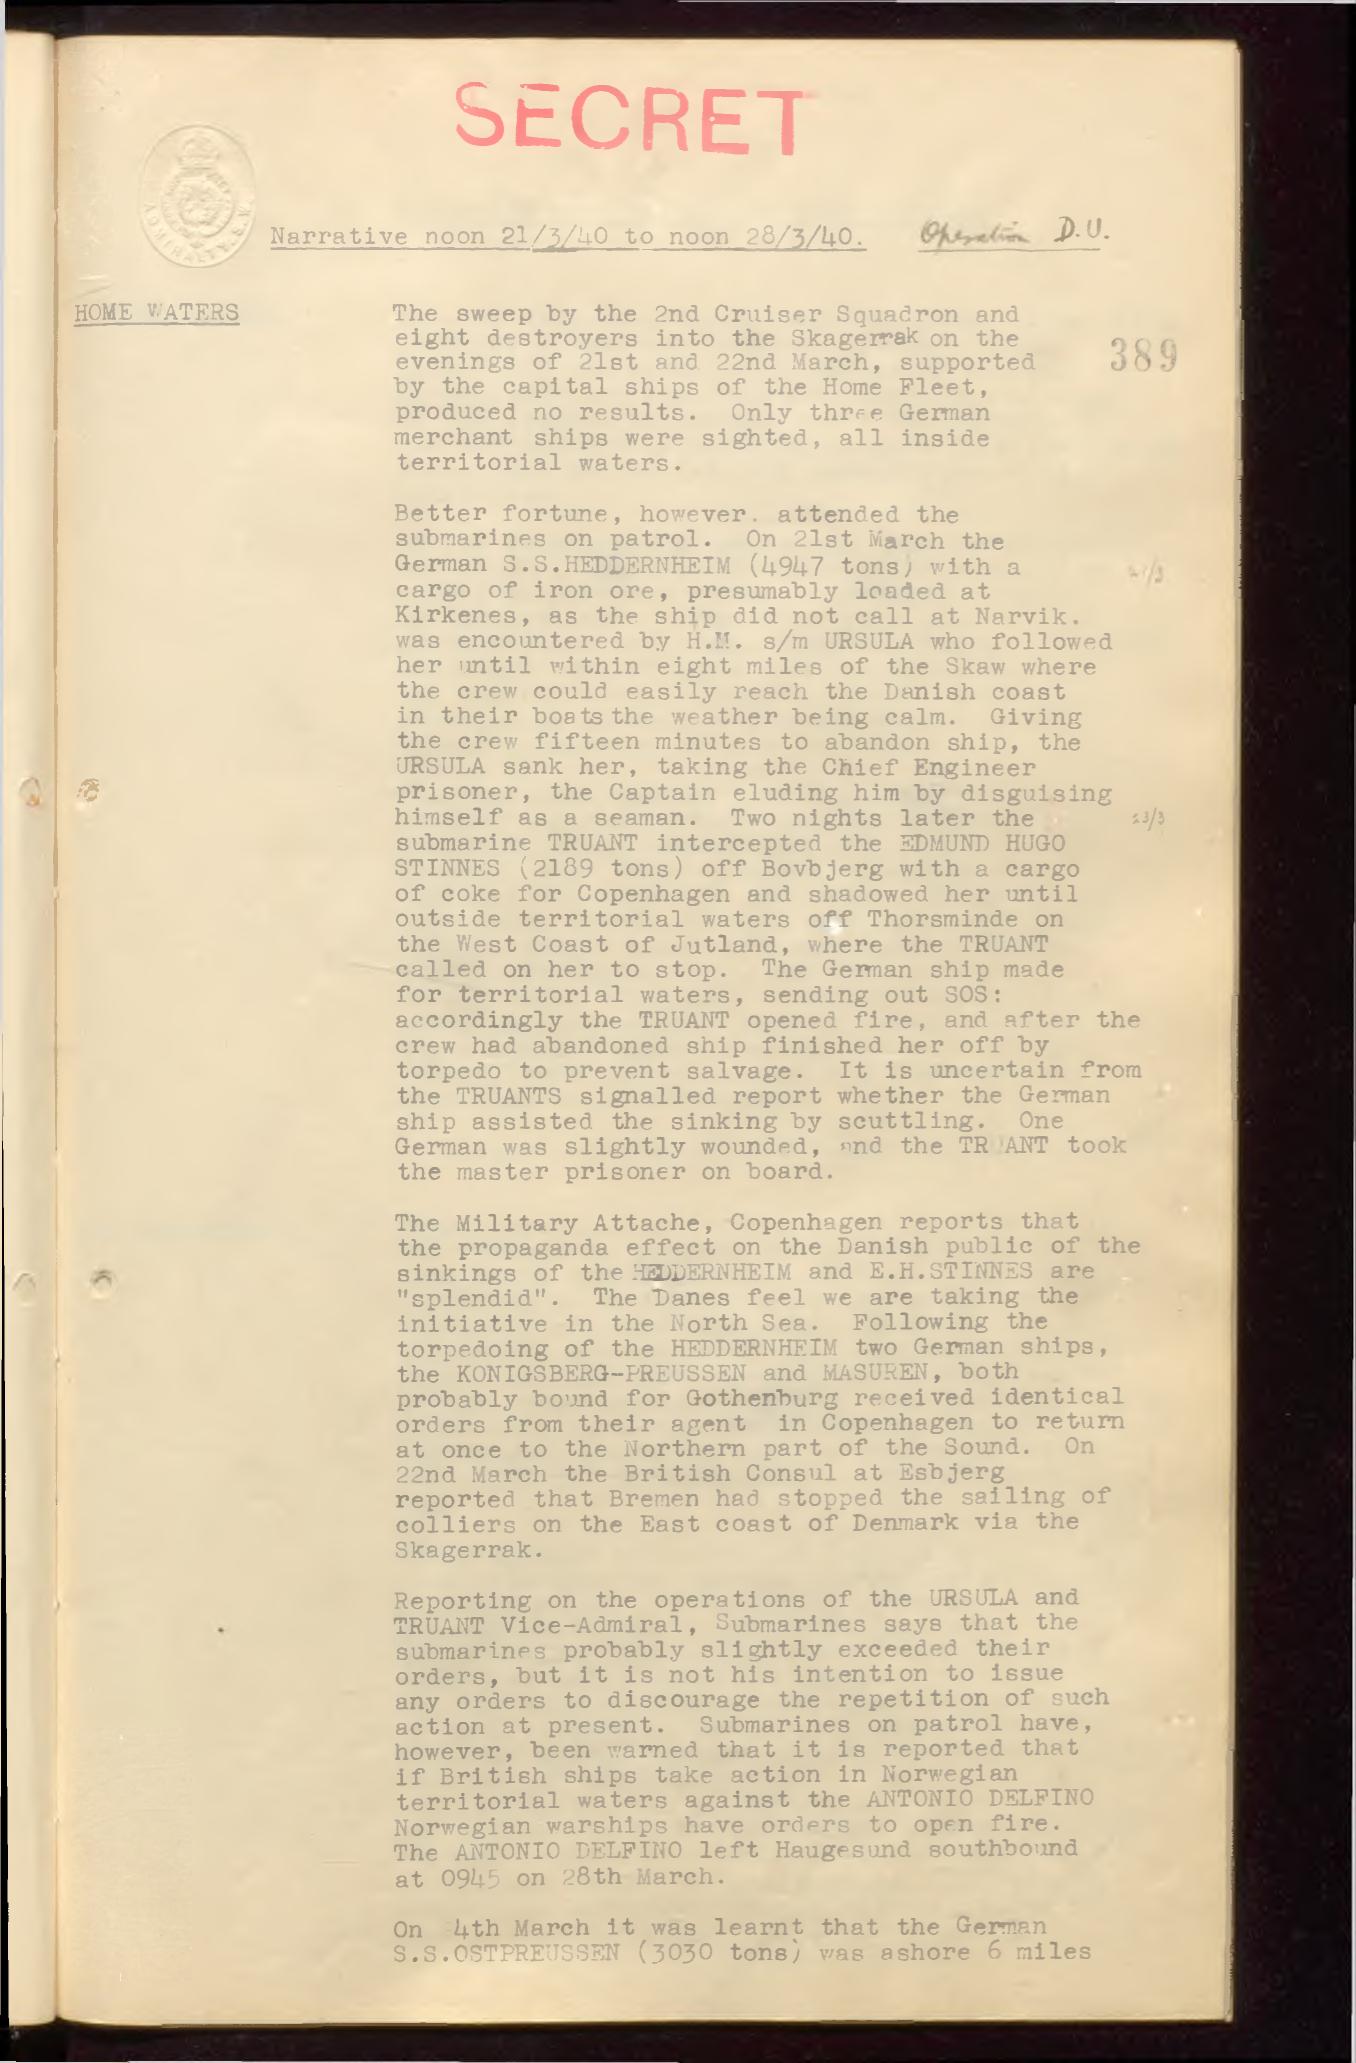 SECRET
ADMIRALTY. S.W.
Narrative noon 21/3/40 to noon 28/3/40. Operation D.U.
HOME WATERS
389
The sweep by the 2nd Cruiser Squadron and
eight destroyers into the Skagerrak on the
evenings of 21st and 22nd March, supported
by the capital ships of the Home Fleet,
produced no results. Only three German
merchant ships were sighted, all inside
territorial waters.
Better fortune, however. attended the
submarines on patrol. On 21st March the
German S.S.HEDDERNHEIM (4947 tons) with a
cargo of iron ore, presumably loaded at
Kirkenes, as the ship did not call at Narvik.
was encountered by H.M. s/m URSULA who followed
her until within eight miles of the Skaw where
the crew could easily reach the Danish coast
in their boats the weather being calm. Giving
the crew fifteen minutes to abandon ship, the
URSULA sank her, taking the Chief Engineer
prisoner, the Captain eluding him by disguising
himself as a seaman. Two nights later the 23/3
submarine TRUANT intercepted the EDMUND HUGO
STINNES (2189 tons) off Bovbjerg with a cargo
of coke for Copenhagen and shadowed her until
outside territorial waters off Thorsminde on
the West Coast of Jutland, where the TRUANT
called on her to stop. The German ship made
for territorial waters, sending out SOS:
accordingly the TRUANT opened fire, and after the
crew had abandoned ship finished her off by
torpedo to prevent salvage. It is uncertain from
the TRUANTS signalled report whether the German
ship assisted the sinking by scuttling. One
German was slightly wounded, and the TRUANT took
the master prisoner on board.
The Military Attache, Copenhagen reports that
the propaganda effect on the Danish public of the
sinkings of the HEDDERNHEIM and E.H.STINNES are
"splendid". The Danes feel we are taking the
initiative in the North Sea. Following the
torpedoing of the HEDDERNHEIM two German ships,
the KONIGSBERG-PREUSSEN and MASUREN, both
probably bound for Gothenburg received identical
orders from their agent in Copenhagen to return
at once to the Northern part of the Sound. On
22nd March the British Consul at Esbjerg
reported that Bremen had stopped the sailing of
colliers on the East coast of Denmark via the
Skagerrak.
Reporting on the operations of the URSULA and
TRUANT Vice-Admiral, Submarines says that the
submarines probably slightly exceeded their
orders, but it is not his intention to issue
any orders to discourage the repetition of such
action at present. Submarines on patrol have,
however, been warned that it is reported that
if British ships take action in Norwegian
territorial waters against the ANTONIO DELFINO
Norwegian warships have orders to open fire.
The ANTONIO DELFINO left Haugesund southbound
at 0945 on 28th March.
On 4th March it was learnt that the German
S.S.OSTPREUSSEN (3030 tons) was ashore 6 miles